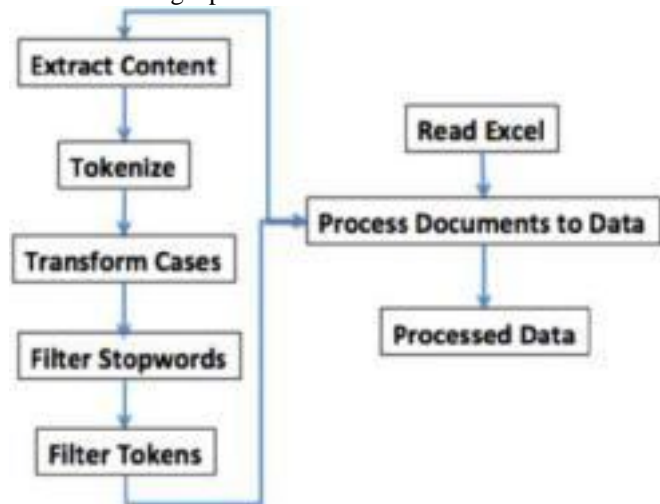 Extract Content
Tokenize
Transform Cases
Filter Stopwords
Filter Tokens
Read Excel
Process Documents to Data
Processed Data